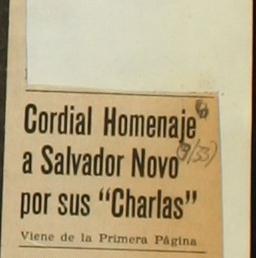 Cordial Homenaje
a Salvador Novo
por sus "Charlas"
Viene de la Primera Página